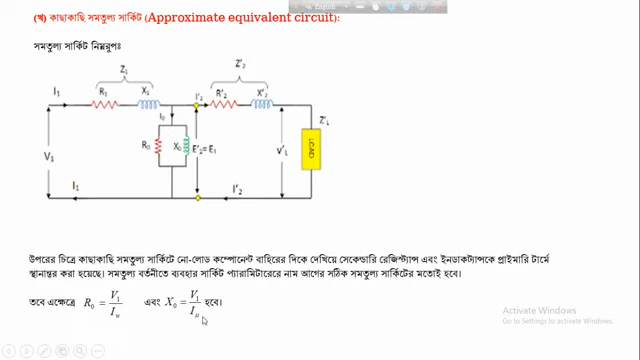 English
(খ) কাছাকাছি সমতুল্য সার্কিট (Approximate equivalent circuit):
সমতুল্য সার্কিট নিম্নরুপঃ
Z₁ Z'₂
I₁ R₁ X₁ I'₂ R'₂ X'₂
I₀ Z'L
V₁ R₀ X₀ E'₂= E₁ V'L LOAD
I₁ I'₂
উপরের চিত্রে কাছাকাছি সমতুল্য সার্কিটে নো-লোড কম্পোনেন্ট বাহিরের দিকে দেখিয়ে সেকেন্ডারি রেজিস্ট্যান্স এবং ইনডাকট্যান্সকে প্রাইমারি টার্মে
স্থানান্তর করা হয়েছে। সমতুল্য বর্তনীতে ব্যবহার সার্কিট প্যারামিটারের নাম আগের সঠিক সমতুল্য সার্কিটের মতোই হবে।
তবে এক্ষেত্রে R₀ = V₁/Iw এবং X₀ = V₁/Iμ হবে।
Activate Windows
Go to Settings to activate Windows.